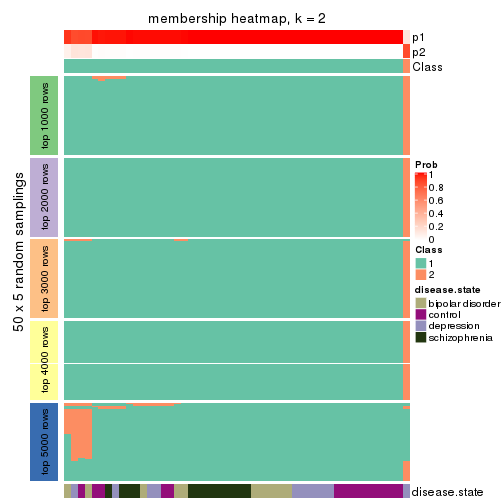 membership heatmap, k = 2
p1
p2
Class
50 x 5 random samplings
top 1000 rows
top 2000 rows
top 3000 rows
top 4000 rows
top 5000 rows
Prob
1
0.8
0.6
0.4
0.2
0
Class
1
2
disease.state
bipolar disorder
control
depression
schizophrenia
disease.state